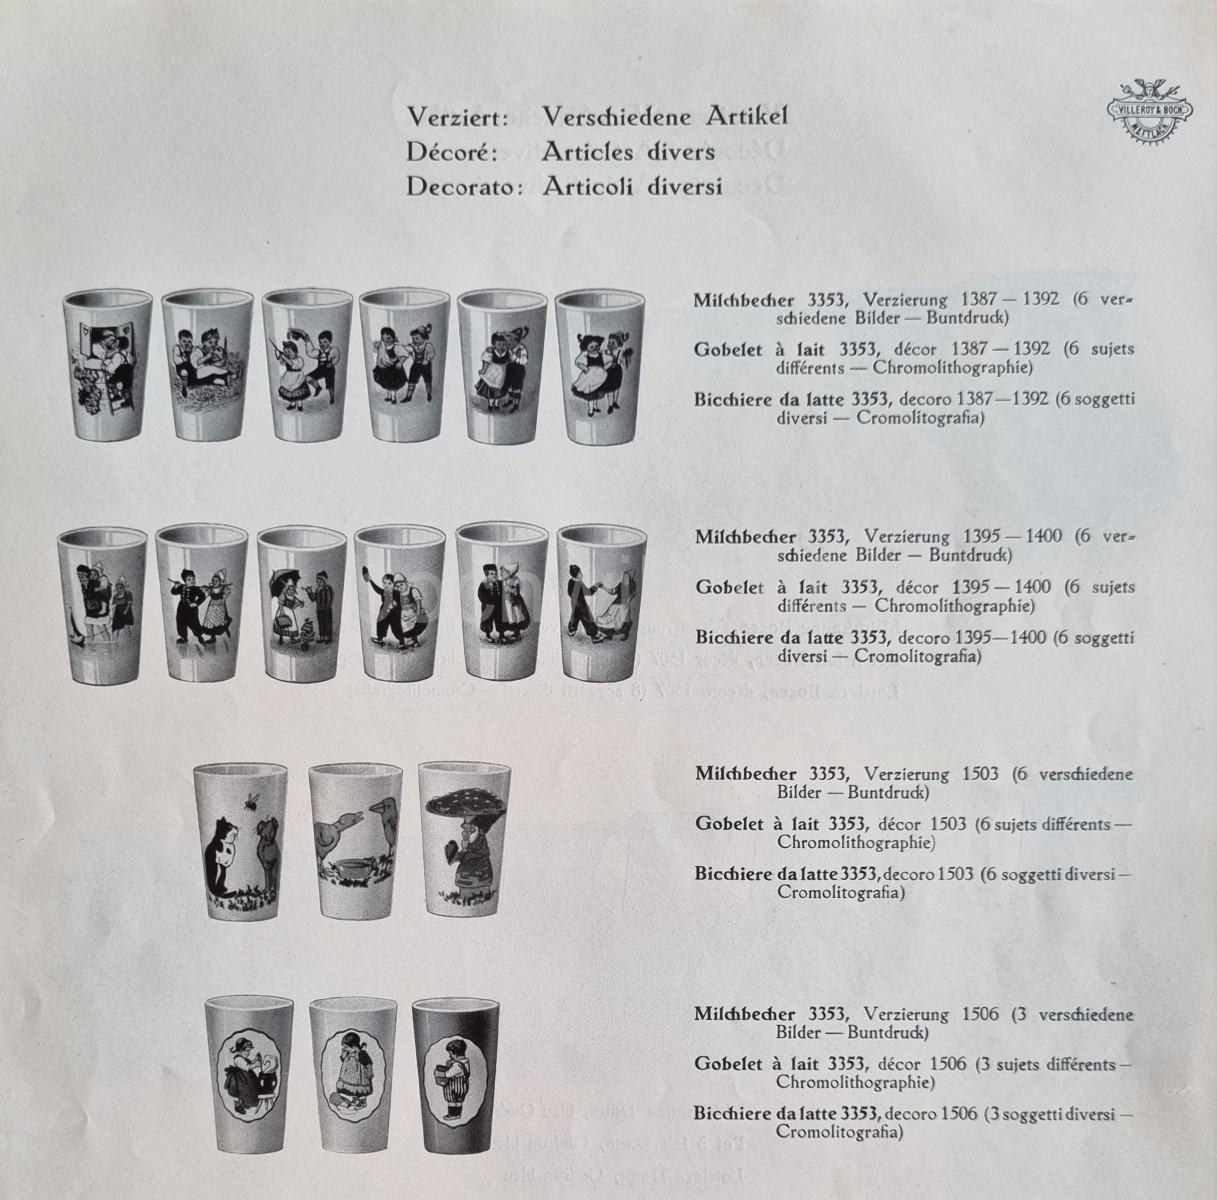 Verziert: Verschiedene Artikel
Décoré: Articles divers
Decorato: Articoli diversi
VILLEROY & BOCH
METTLACH
Milchbecher 3353, Verzierung 1387 — 1392 (6 ver-
schiedene Bilder — Buntdruck)
Gobelet à lait 3353, décor 1387 — 1392 (6 sujets
différents — Chromolithographie)
Bicchiere da latte 3353, decoro 1387—1392 (6 soggetti
diversi — Cromolitografia)
Milchbecher 3353, Verzierung 1395 — 1400 (6 ver-
schiedene Bilder — Buntdruck)
Gobelet à lait 3353, décor 1395 — 1400 (6 sujets
différents — Chromolithographie)
Bicchiere da latte 3353, decoro 1395—1400 (6 soggetti
diversi — Cromolitografia)
Milchbecher 3353, Verzierung 1503 (6 verschiedene
Bilder — Buntdruck)
Gobelet à lait 3353, décor 1503 (6 sujets différents —
Chromolithographie)
Bicchiere da latte 3353, decoro 1503 (6 soggetti diversi —
Cromolitografia)
Milchbecher 3353, Verzierung 1506 (3 verschiedene
Bilder — Buntdruck)
Gobelet à lait 3353, décor 1506 (3 sujets différents —
Chromolithographie)
Bicchiere da latte 3353, decoro 1506 (3 soggetti diversi —
Cromolitografia)